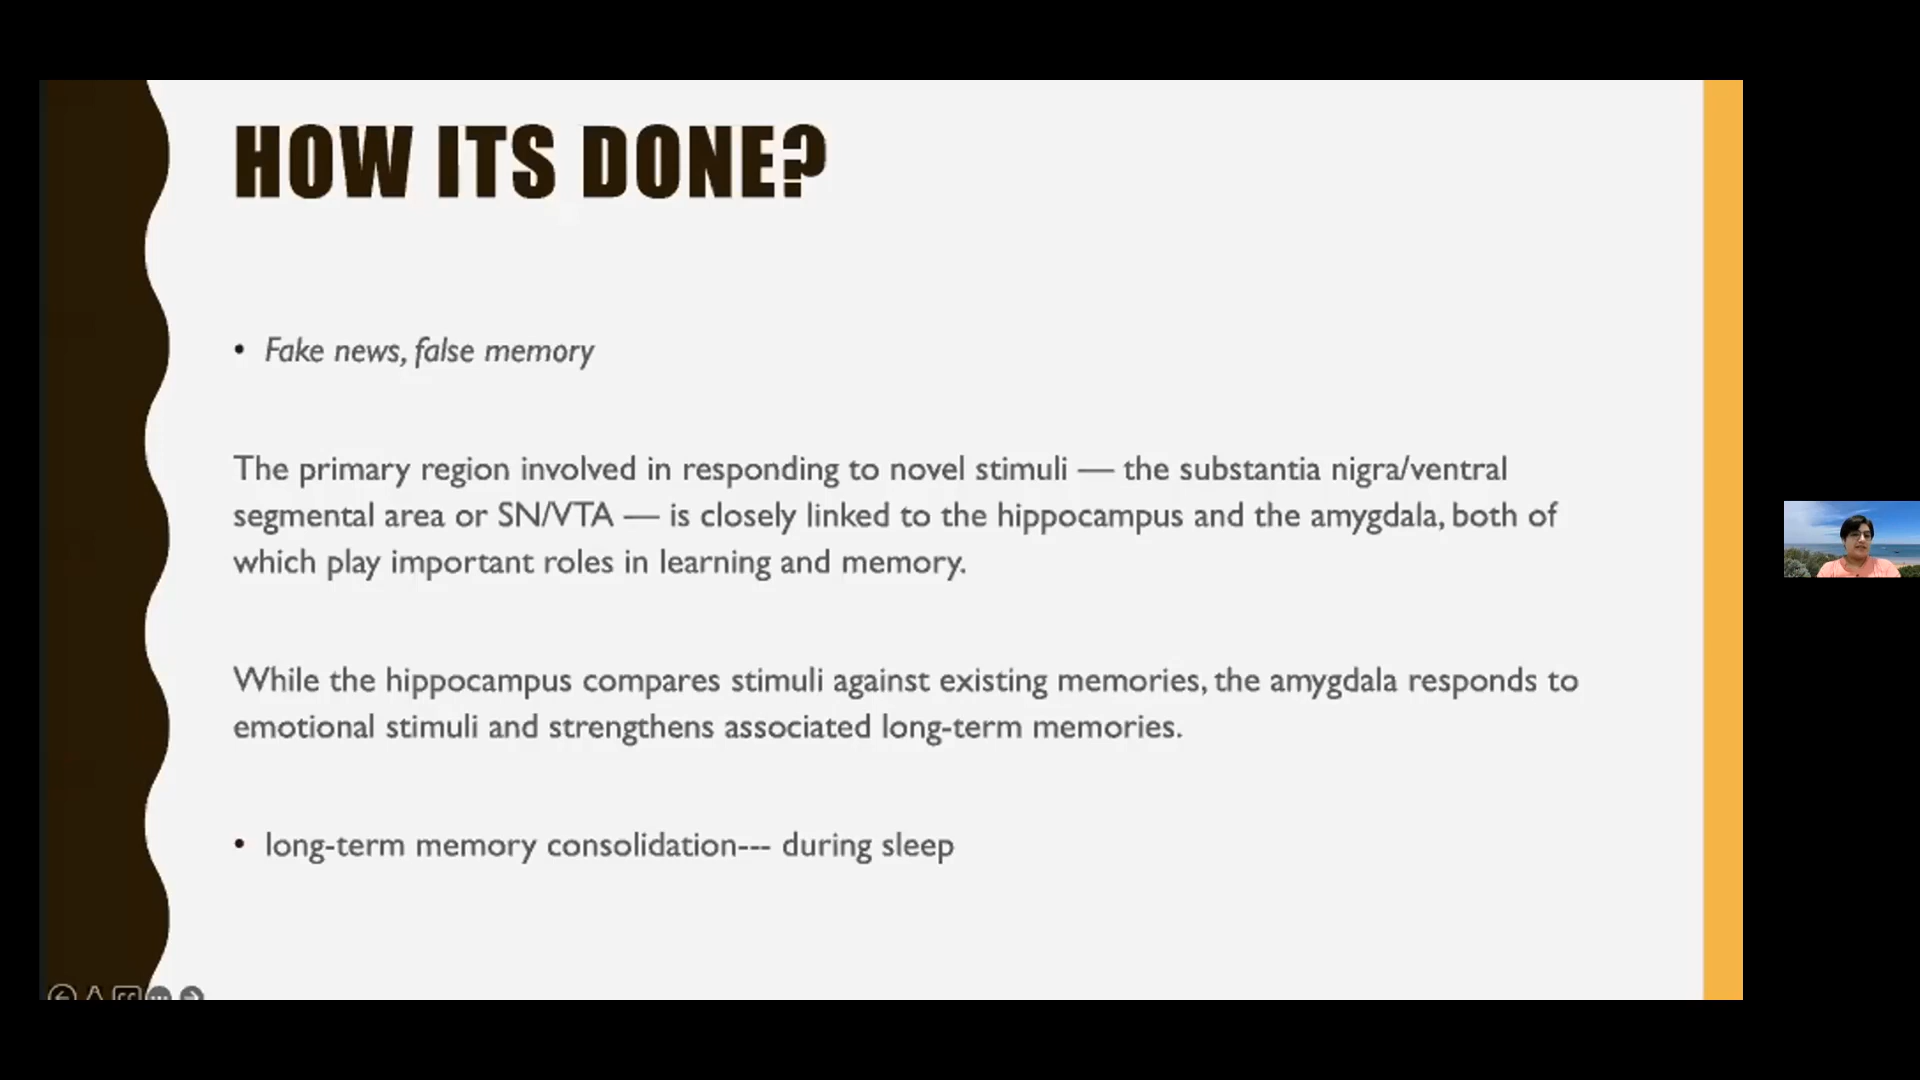 HOW ITS DONE?
• Fake news, false memory
The primary region involved in responding to novel stimuli — the substantia nigra/ventral
segmental area or SN/VTA — is closely linked to the hippocampus and the amygdala, both of
which play important roles in learning and memory.
While the hippocampus compares stimuli against existing memories, the amygdala responds to
emotional stimuli and strengthens associated long-term memories.
• long-term memory consolidation--- during sleep